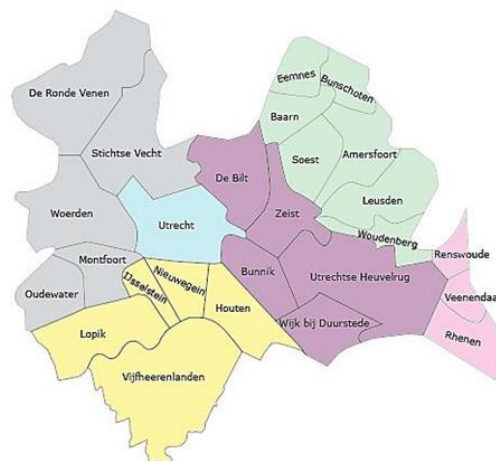 Eemnes
Bunschoten
De Ronde Venen
Baarn
Stichtse Vecht
Soest
Amersfoort
De Bilt
Leusden
Woerden
Utrecht
Zeist
Woudenberg
Montfoort
Renswoude
IJsselstein
Nieuwegein
Bunnik
Utrechtse Heuvelrug
Oudewater
Veenendaa
Houten
Lopik
Wijk bij Duurstede
Rhenen
Vijfheerenlanden